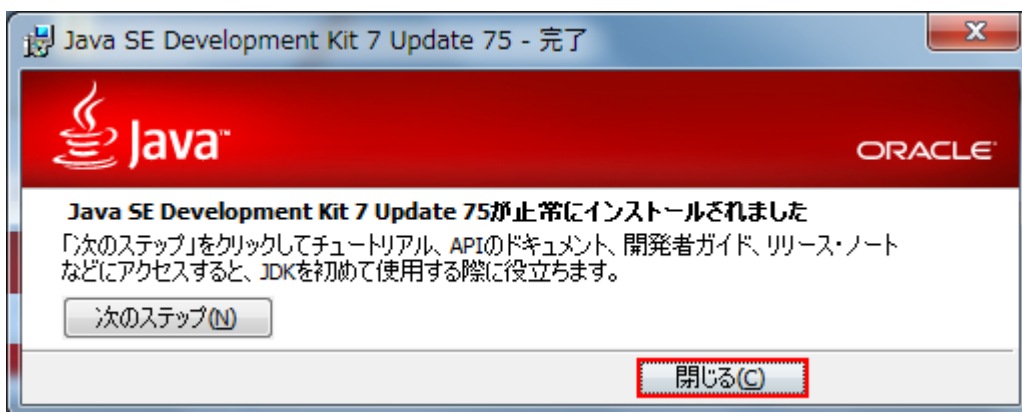 Java SE Development Kit 7 Update 75 - 完了
Java™
ORACLE
Java SE Development Kit 7 Update 75が正常にインストールされました
「次のステップ」をクリックしてチュートリアル、APIのドキュメント、開発者ガイド、リリース・ノート
などにアクセスすると、JDKを初めて使用する際に役立ちます。
次のステップ(N)
閉じる(C)